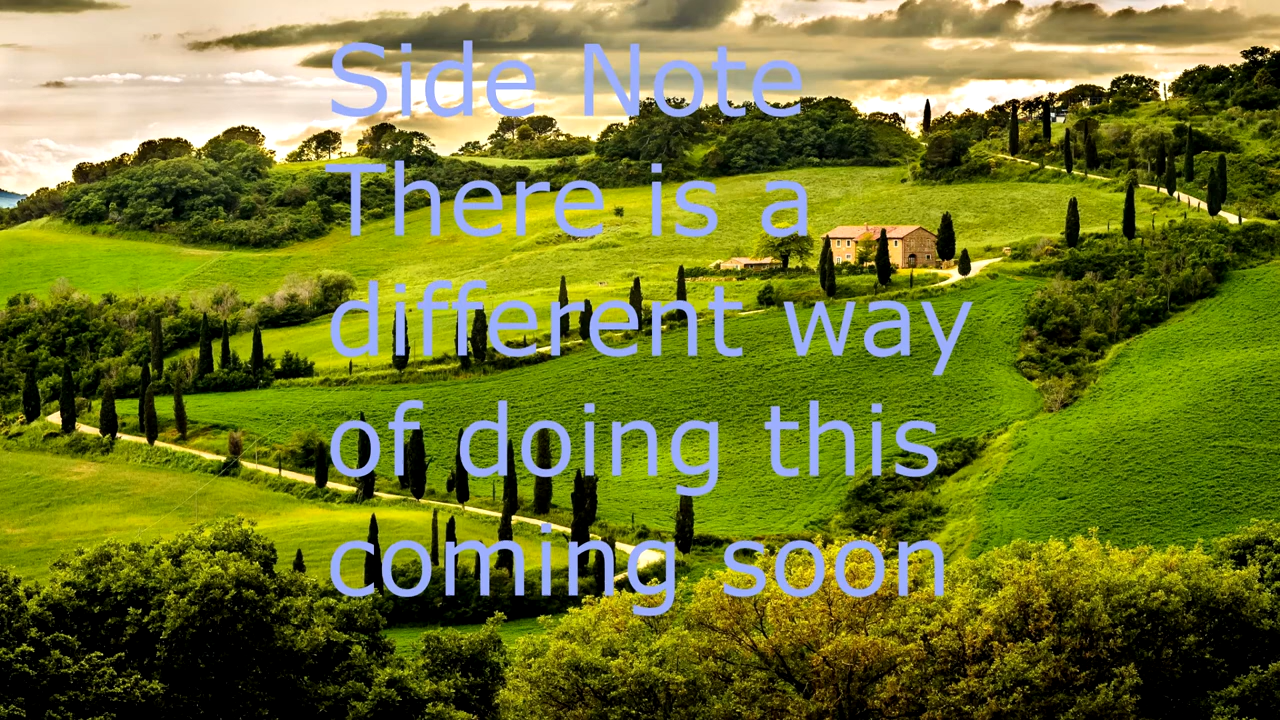 Side Note
There is a
different way
of doing this
coming soon